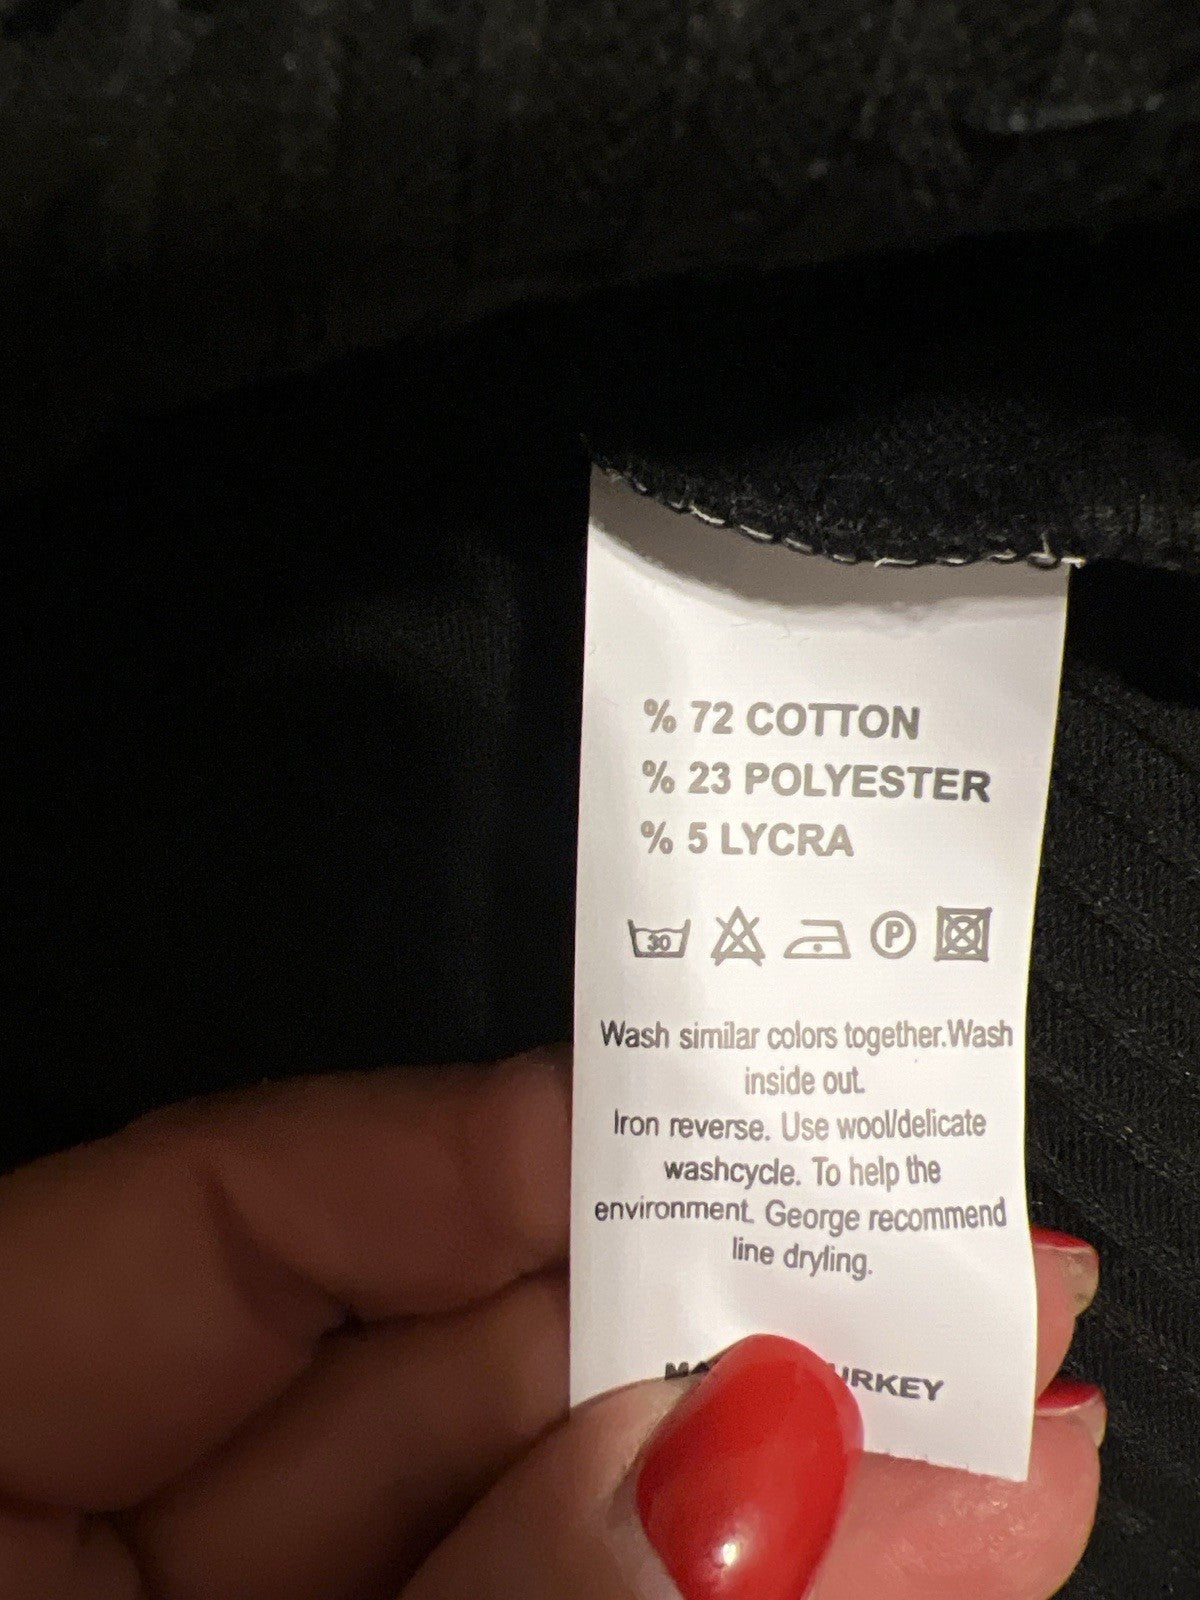 % 72 COTTON
% 23 POLYESTER
% 5 LYCRA
30 P
Wash similar colors together.Wash
inside out.
Iron reverse. Use wool/delicate
washcycle. To help the
environment. George recommend
line dryling.